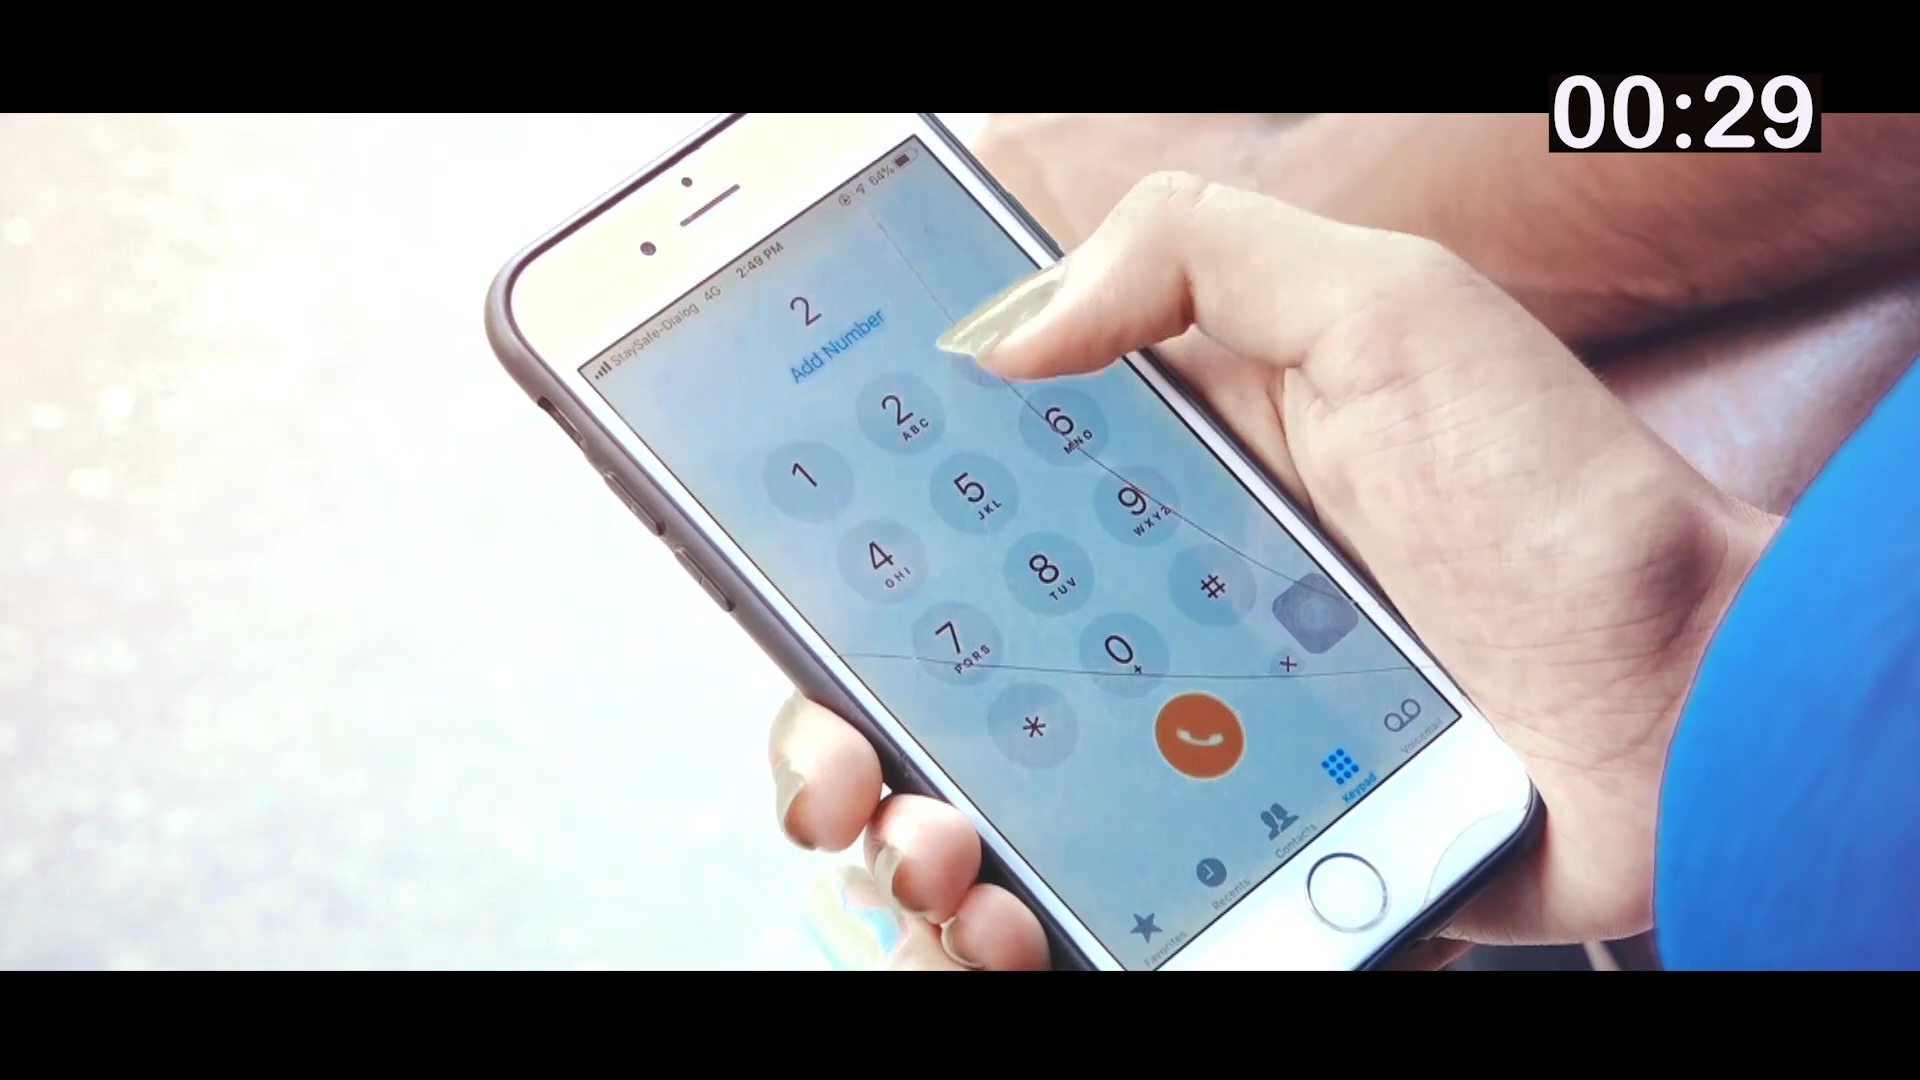 00:29
StaySafe-Dialog 4G 2:49 PM 64%
2
Add Number
1
2 ABC
4 GHI
5 JKL
6 MNO
7 PQRS
8 TUV
9 WXYZ
*
0 +
#
Favorites
Recents
Contacts
Keypad
Voicemail